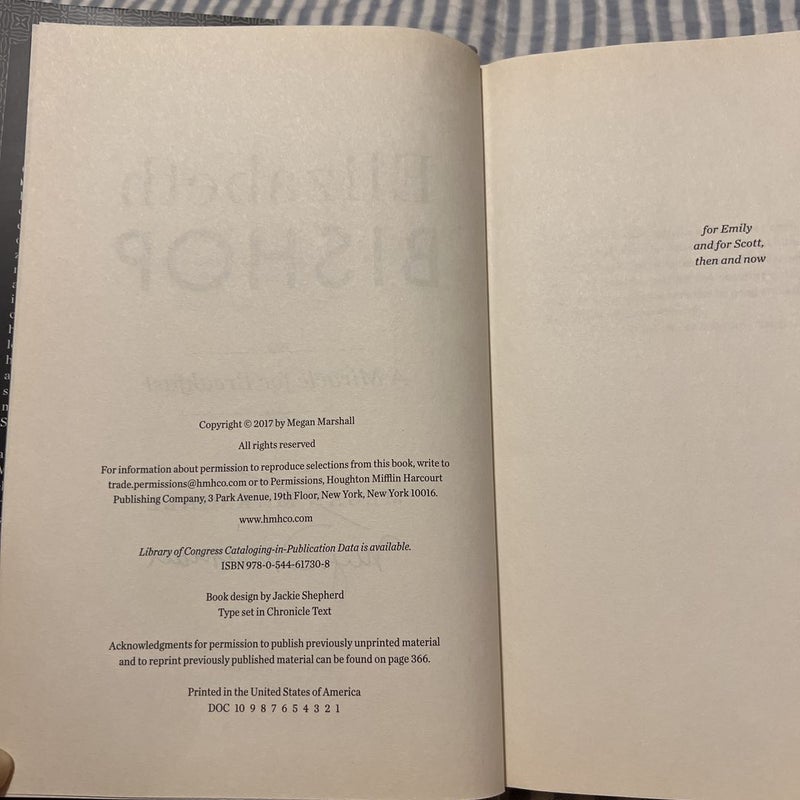 Elizabeth
BISHOP
A Miracle for Breakfast
Copyright © 2017 by Megan Marshall
All rights reserved
For information about permission to reproduce selections from this book, write to
trade.permissions@hmhco.com or to Permissions, Houghton Mifflin Harcourt
Publishing Company, 3 Park Avenue, 19th Floor, New York, New York 10016.
www.hmhco.com
Library of Congress Cataloging-in-Publication Data is available.
ISBN 978-0-544-61730-8
Book design by Jackie Shepherd
Type set in Chronicle Text
Acknowledgments for permission to publish previously unprinted material
and to reprint previously published material can be found on page 366.
Printed in the United States of America
DOC 10 9 8 7 6 5 4 3 2 1
for Emily
and for Scott,
then and now